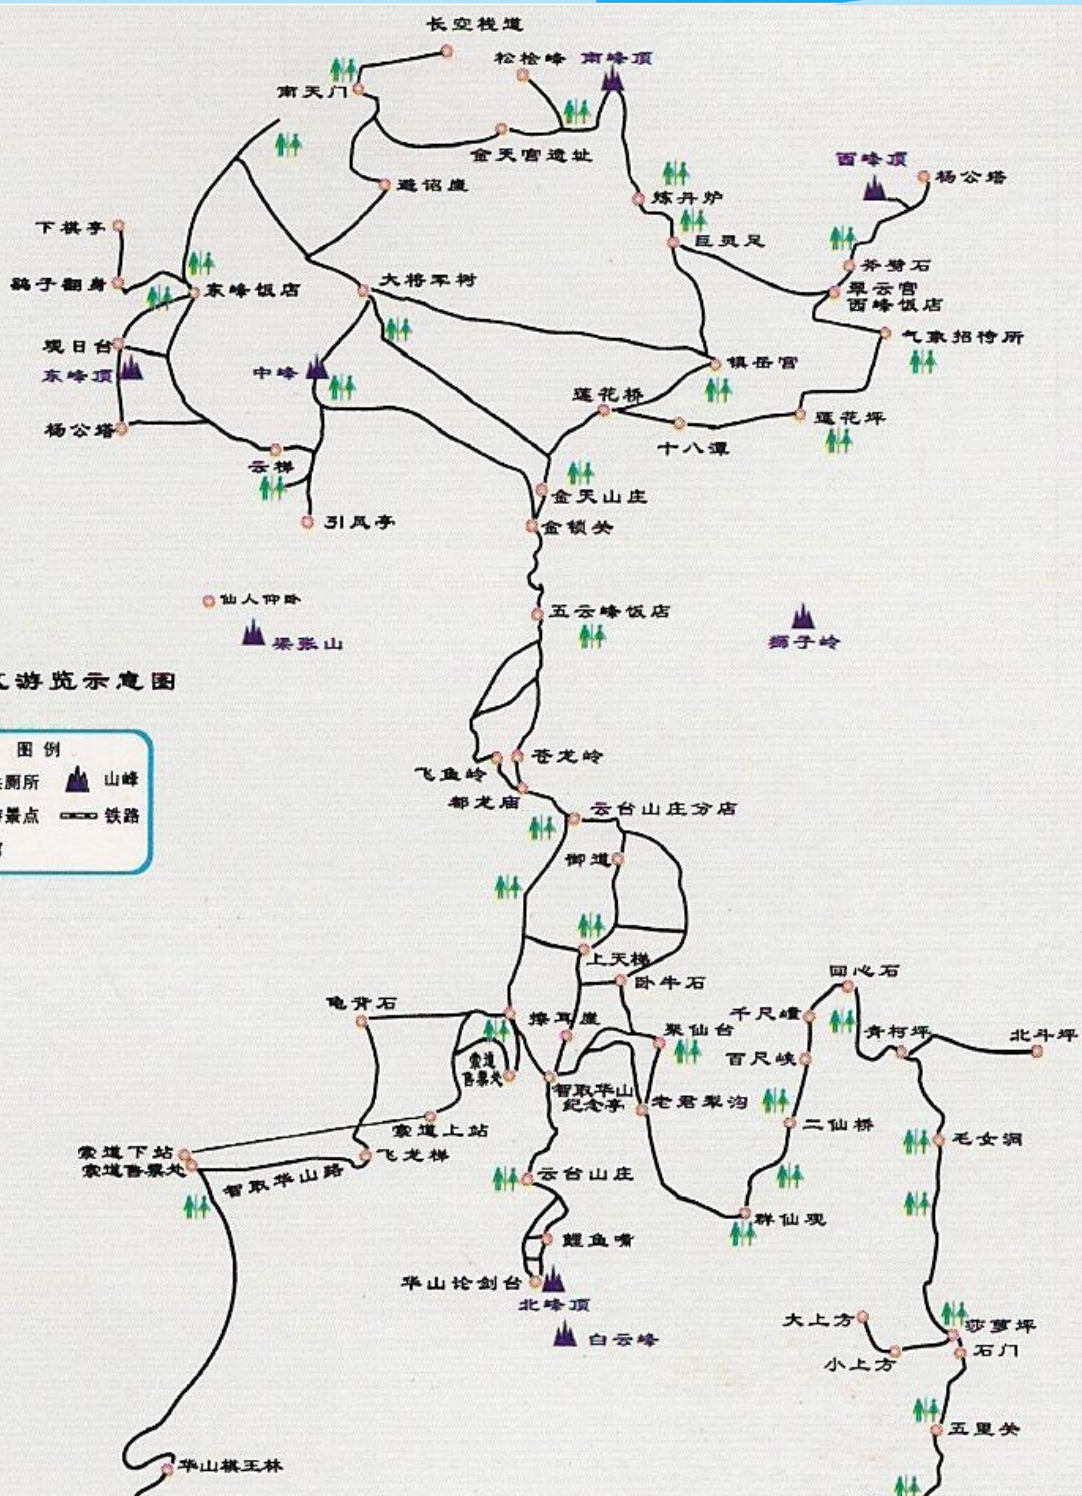 长空栈道
松桧峰
南峰顶
南天门
金天宫遗址
西峰顶
杨公塔
避诏崖
炼丹炉
下棋亭
巨灵足
斧劈石
鹞子翻身
东峰饭店
大将军树
翠云宫
西峰饭店
气象招待所
观日台
东峰顶
中峰
镇岳宫
莲花桥
莲花坪
杨公塔
十八潭
云梯
金天山庄
引凤亭
金锁关
仙人仰卧
五云峰饭店
梁张山
狮子岭
游览示意图
图例
厕所
山峰
景点
铁路
苍龙岭
飞鱼岭
都龙庙
云台山庄分店
御道
上天梯
卧牛石
回心石
龟背石
擦耳崖
聚仙台
千尺幢
青柯坪
北斗坪
百尺峡
索道
售票处
智取华山
纪念亭
老君犁沟
二仙桥
索道上站
毛女洞
索道下站
索道售票处
飞龙梯
智取华山路
云台山庄
群仙观
鲤鱼嘴
华山论剑台
北峰顶
白云峰
大上方
莎萝坪
小上方
石门
五里关
华山棋王林